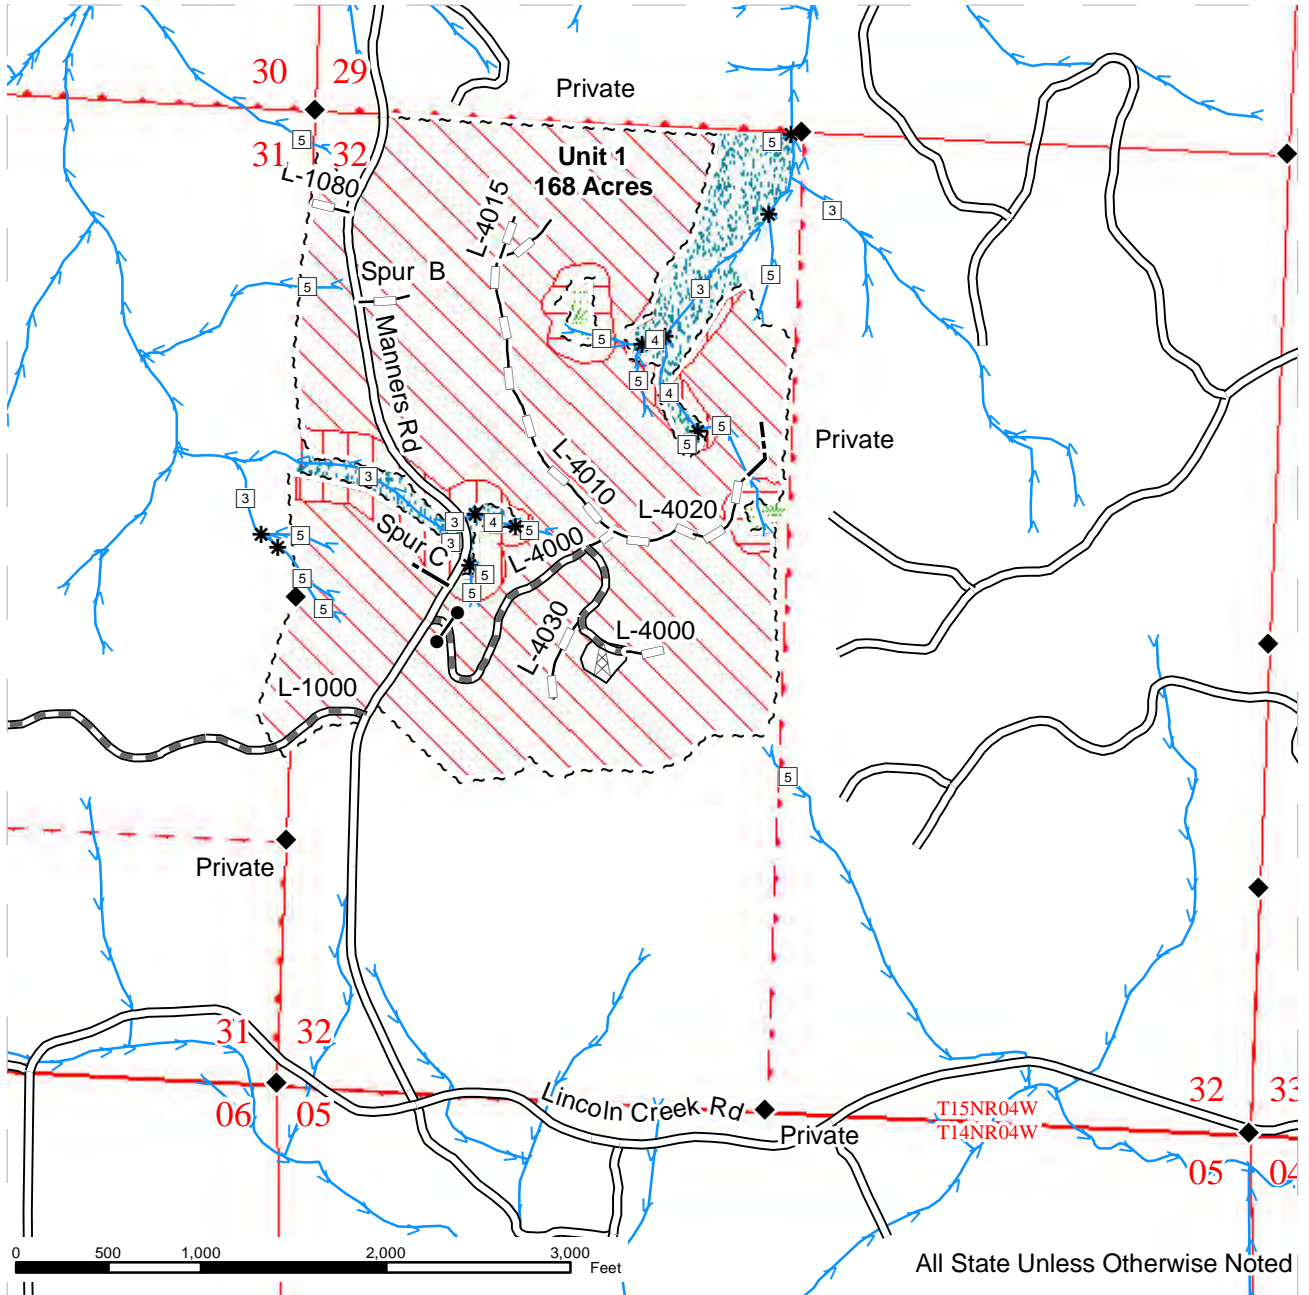 30
29
Private
5
31
32
L-1080
Unit 1
168 Acres
5
L-4015
3
5
Spur B
5
3
Manners Rd
5
4
5
4
5
5
Private
3
L-4010
3
L-4020
3
4
5
3
Spur C
L-4000
5
5
5
5
5
L-4030
L-4000
L-1000
5
Private
31
32
06
05
Lincoln Creek Rd
Private
32
33
T15NR04W
T14NR04W
05
04
0
500
1,000
2,000
3,000
Feet
All State Unless Otherwise Noted